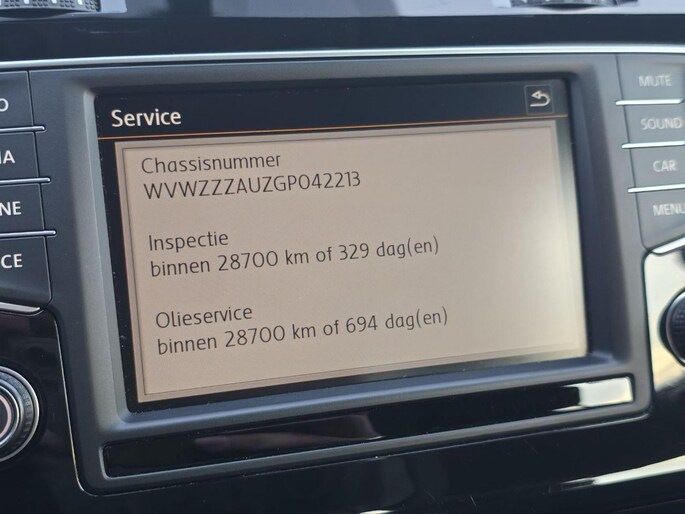 Service
Chassisnummer
WVWZZZAUZGP042213
Inspectie
binnen 28700 km of 329 dag(en)
Olieservice
binnen 28700 km of 694 dag(en)
MUTE
SOUND
CAR
MENU